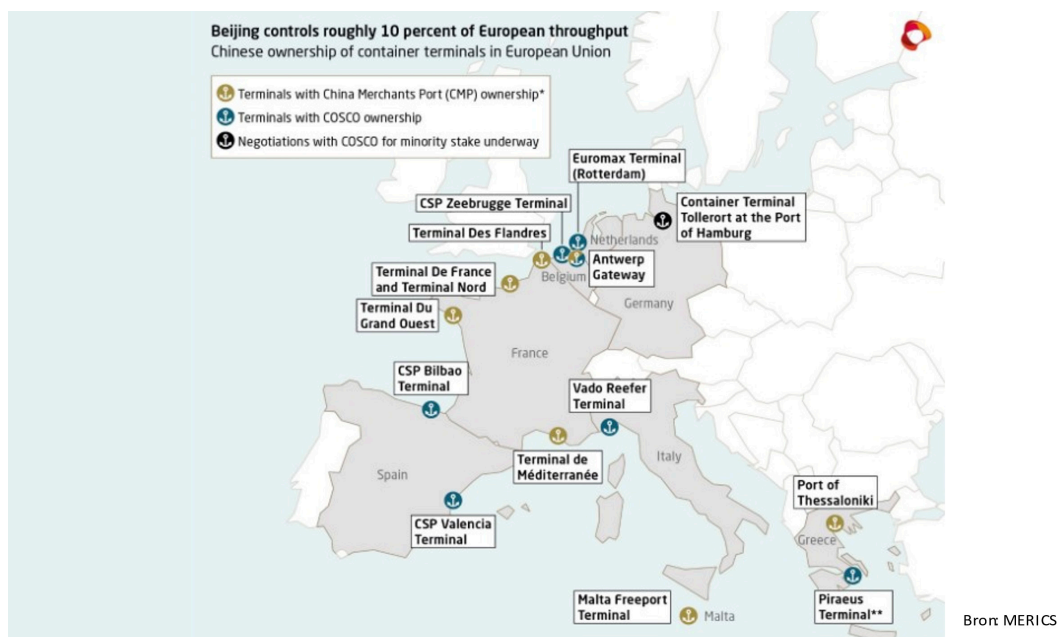 Beijing controls roughly 10 percent of European throughput
Chinese ownership of container terminals in European Union
Terminals with China Merchants Port (CMP) ownership*
Terminals with COSCO ownership
Negotiations with COSCO for minority stake underway
Euromax Terminal
(Rotterdam)
CSP Zeebrugge Terminal
Container Terminal
Tollerort at the Port
of Hamburg
Terminal Des Flandres
Netherlands
Antwerp
Gateway
Belgium
Terminal De France
and Terminal Nord
Germany
Terminal Du
Grand Ouest
France
CSP Bilbao
Terminal
Vado Reefer
Terminal
Terminal de
Méditerranée
Italy
Spain
Port of
Thessaloniki
CSP Valencia
Terminal
Greece
Malta Freeport
Terminal
Malta
Piraeus
Terminal**
Bron: MERICS